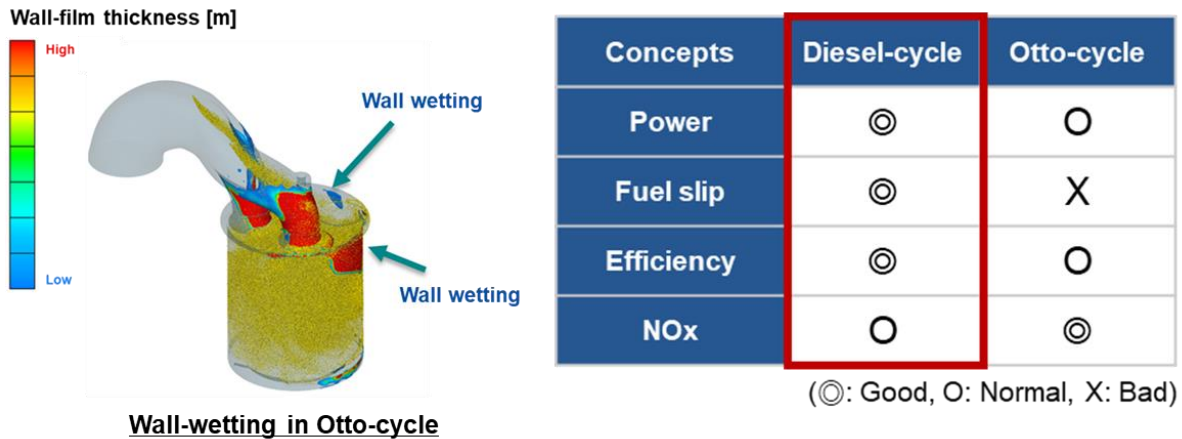 Wall-film thickness [m]
High
Low
Wall wetting
Wall wetting
Wall-wetting in Otto-cycle
Concepts Diesel-cycle Otto-cycle
Power ◎ O
Fuel slip ◎ X
Efficiency ◎ O
NOx O ◎
(◎: Good, O: Normal, X: Bad)